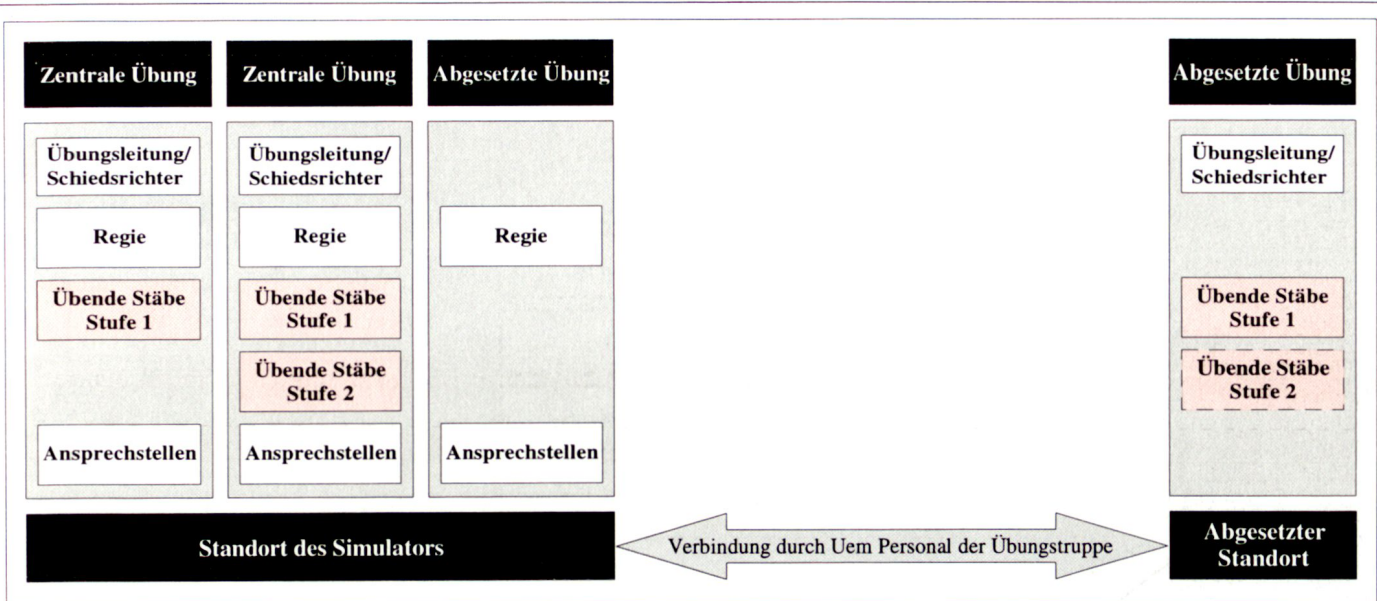 Zentrale Übung
Übungsleitung/
Schiedsrichter
Regie
Übende Stäbe
Stufe 1
Ansprechstellen
Zentrale Übung
Übungsleitung/
Schiedsrichter
Regie
Übende Stäbe
Stufe 1
Übende Stäbe
Stufe 2
Ansprechstellen
Abgesetzte Übung
Regie
Ansprechstellen
Standort des Simulators
Verbindung durch Uem Personal der Übungstruppe
Abgesetzte Übung
Übungsleitung/
Schiedsrichter
Übende Stäbe
Stufe 1
Übende Stäbe
Stufe 2
Abgesetzter
Standort